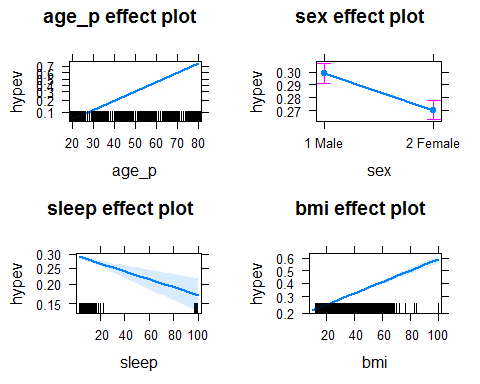 age_p effect plot
hypev
0.7
0.6
0.5
0.4
0.3
0.2
0.1
20 30 40 50 60 70 80
age_p
sex effect plot
hypev
0.30
0.29
0.28
0.27
1 Male 2 Female
sex
sleep effect plot
hypev
0.30
0.25
0.20
0.15
20 40 60 80 100
sleep
bmi effect plot
hypev
0.6
0.5
0.4
0.3
0.2
20 40 60 80 100
bmi